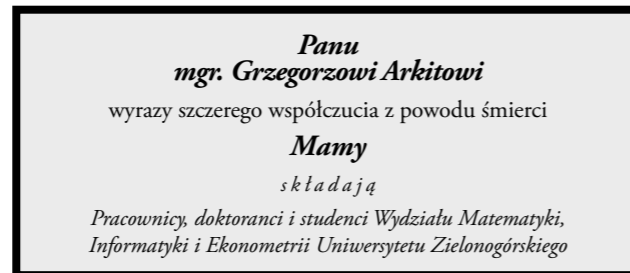 Panu
mgr. Grzegorzowi Arkitowi
wyrazy szczerego współczucia z powodu śmierci
Mamy
składają
Pracownicy, doktoranci i studenci Wydziału Matematyki,
Informatyki i Ekonometrii Uniwersytetu Zielonogórskiego